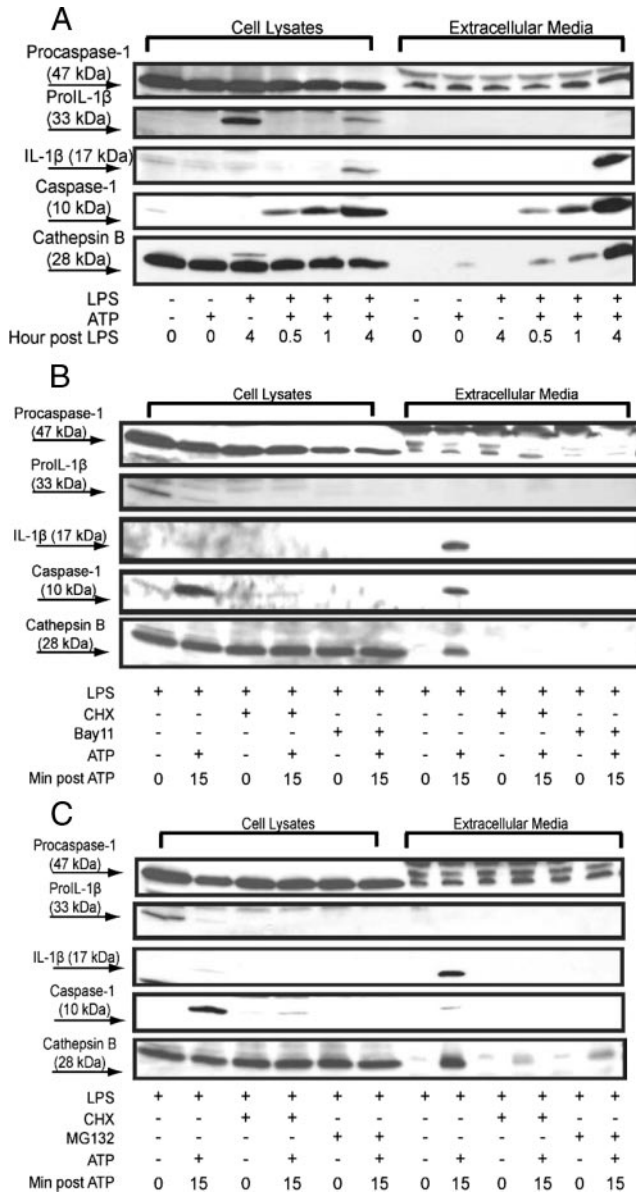 A
Cell Lysates Extracellular Media
Procaspase-1
(47 kDa)
ProIL-1β
(33 kDa)
IL-1β (17 kDa)
Caspase-1
(10 kDa)
Cathepsin B
(28 kDa)
LPS - - + + + + - - + + + +
ATP - + - + + + - + - + + +
Hour post LPS 0 0 4 0.5 1 4 0 0 4 0.5 1 4
B
Cell Lysates Extracellular Media
Procaspase-1
(47 kDa)
ProIL-1β
(33 kDa)
IL-1β (17 kDa)
Caspase-1
(10 kDa)
Cathepsin B
(28 kDa)
LPS + + + + + + + + + + + +
CHX - - + + - - - - + + - -
Bay11 - - - - + + - - - - + +
ATP - + - + - + - + - + - +
Min post ATP 0 15 0 15 0 15 0 15 0 15 0 15
C
Cell Lysates Extracellular Media
Procaspase-1
(47 kDa)
ProIL-1β
(33 kDa)
IL-1β (17 kDa)
Caspase-1
(10 kDa)
Cathepsin B
(28 kDa)
LPS + + + + + + + + + + + +
CHX - - + + - - - - + + - -
MG132 - - - - + + - - - - + +
ATP - + - + - + - + - + - +
Min post ATP 0 15 0 15 0 15 0 15 0 15 0 15